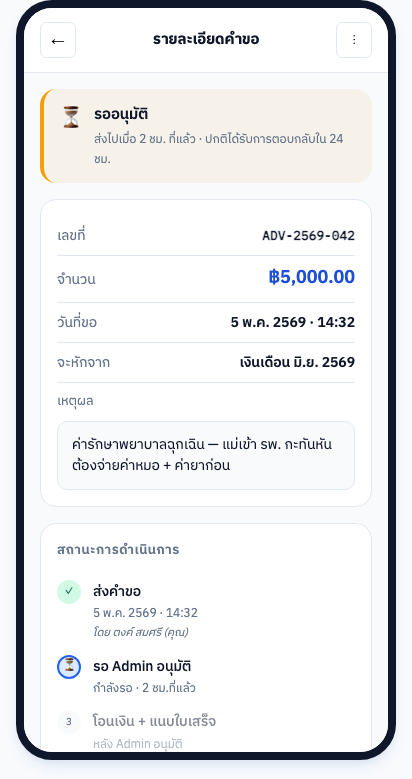 รายละเอียดคำขอ
รออนุมัติ
ส่งไปเมื่อ 2 ชม. ที่แล้ว · ปกติได้รับการตอบกลับใน 24
ชม.
เลขที่ ADV-2569-042
จำนวน ฿5,000.00
วันที่ขอ 5 พ.ค. 2569 · 14:32
จะหักจาก เงินเดือน มิ.ย. 2569
เหตุผล
ค่ารักษาพยาบาลฉุกเฉิน — แม่เข้า รพ. กะทันหัน
ต้องจ่ายค่าหมอ + ค่ายาก่อน
สถานะการดำเนินการ
ส่งคำขอ
5 พ.ค. 2569 · 14:32
โดย ตงค์ สมศรี (คุณ)
รอ Admin อนุมัติ
กำลังรอ · 2 ชม.ที่แล้ว
3 โอนเงิน + แนบใบเสร็จ
หลัง Admin อนุมัติ